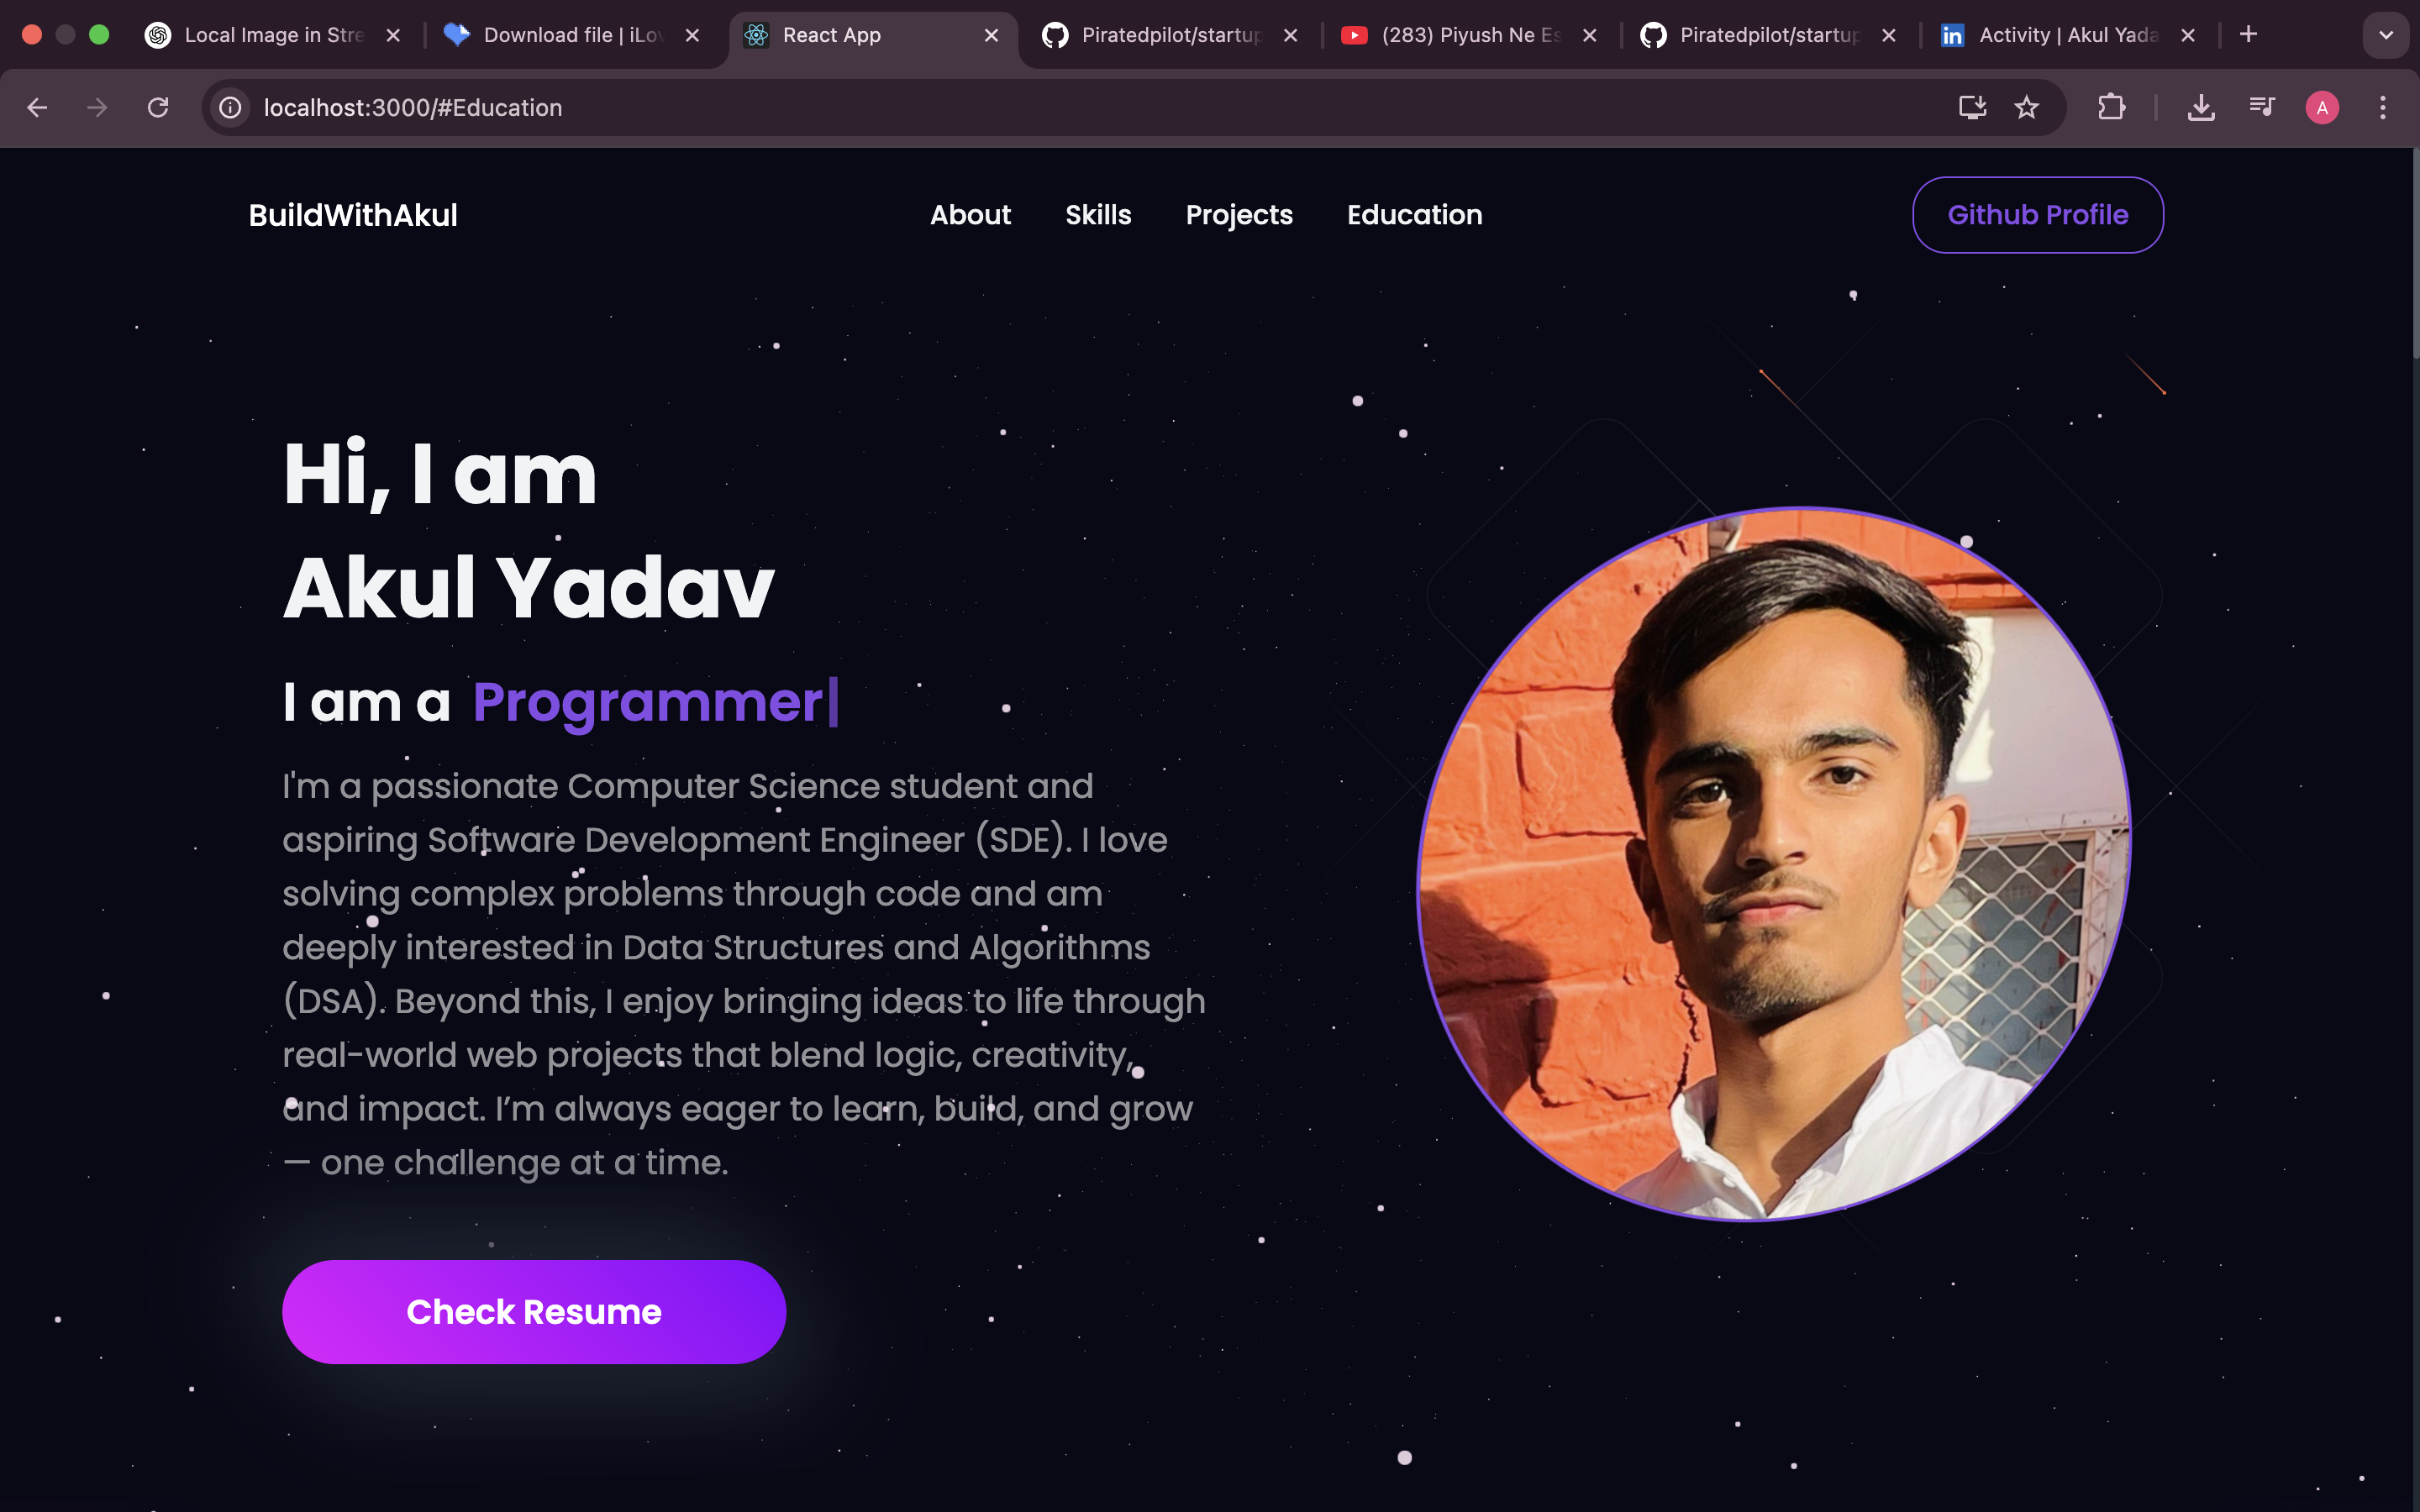 Local Image in Stre
Download file | iLov
React App
Piratedpilot/startup
(283) Piyush Ne Es
Piratedpilot/startup
in
Activity | Akul Yada
localhost:3000/#Education
A
BuildWithAkul
About
Skills
Projects
Education
Github Profile
Hi, I am
Akul Yadav
I am a Programmer
I'm a passionate Computer Science student and
aspiring Software Development Engineer (SDE). I love
solving complex problems through code and am
deeply interested in Data Structures and Algorithms
(DSA). Beyond this, I enjoy bringing ideas to life through
real-world web projects that blend logic, creativity,
and impact. I’m always eager to learn, build, and grow
— one challenge at a time.
Check Resume